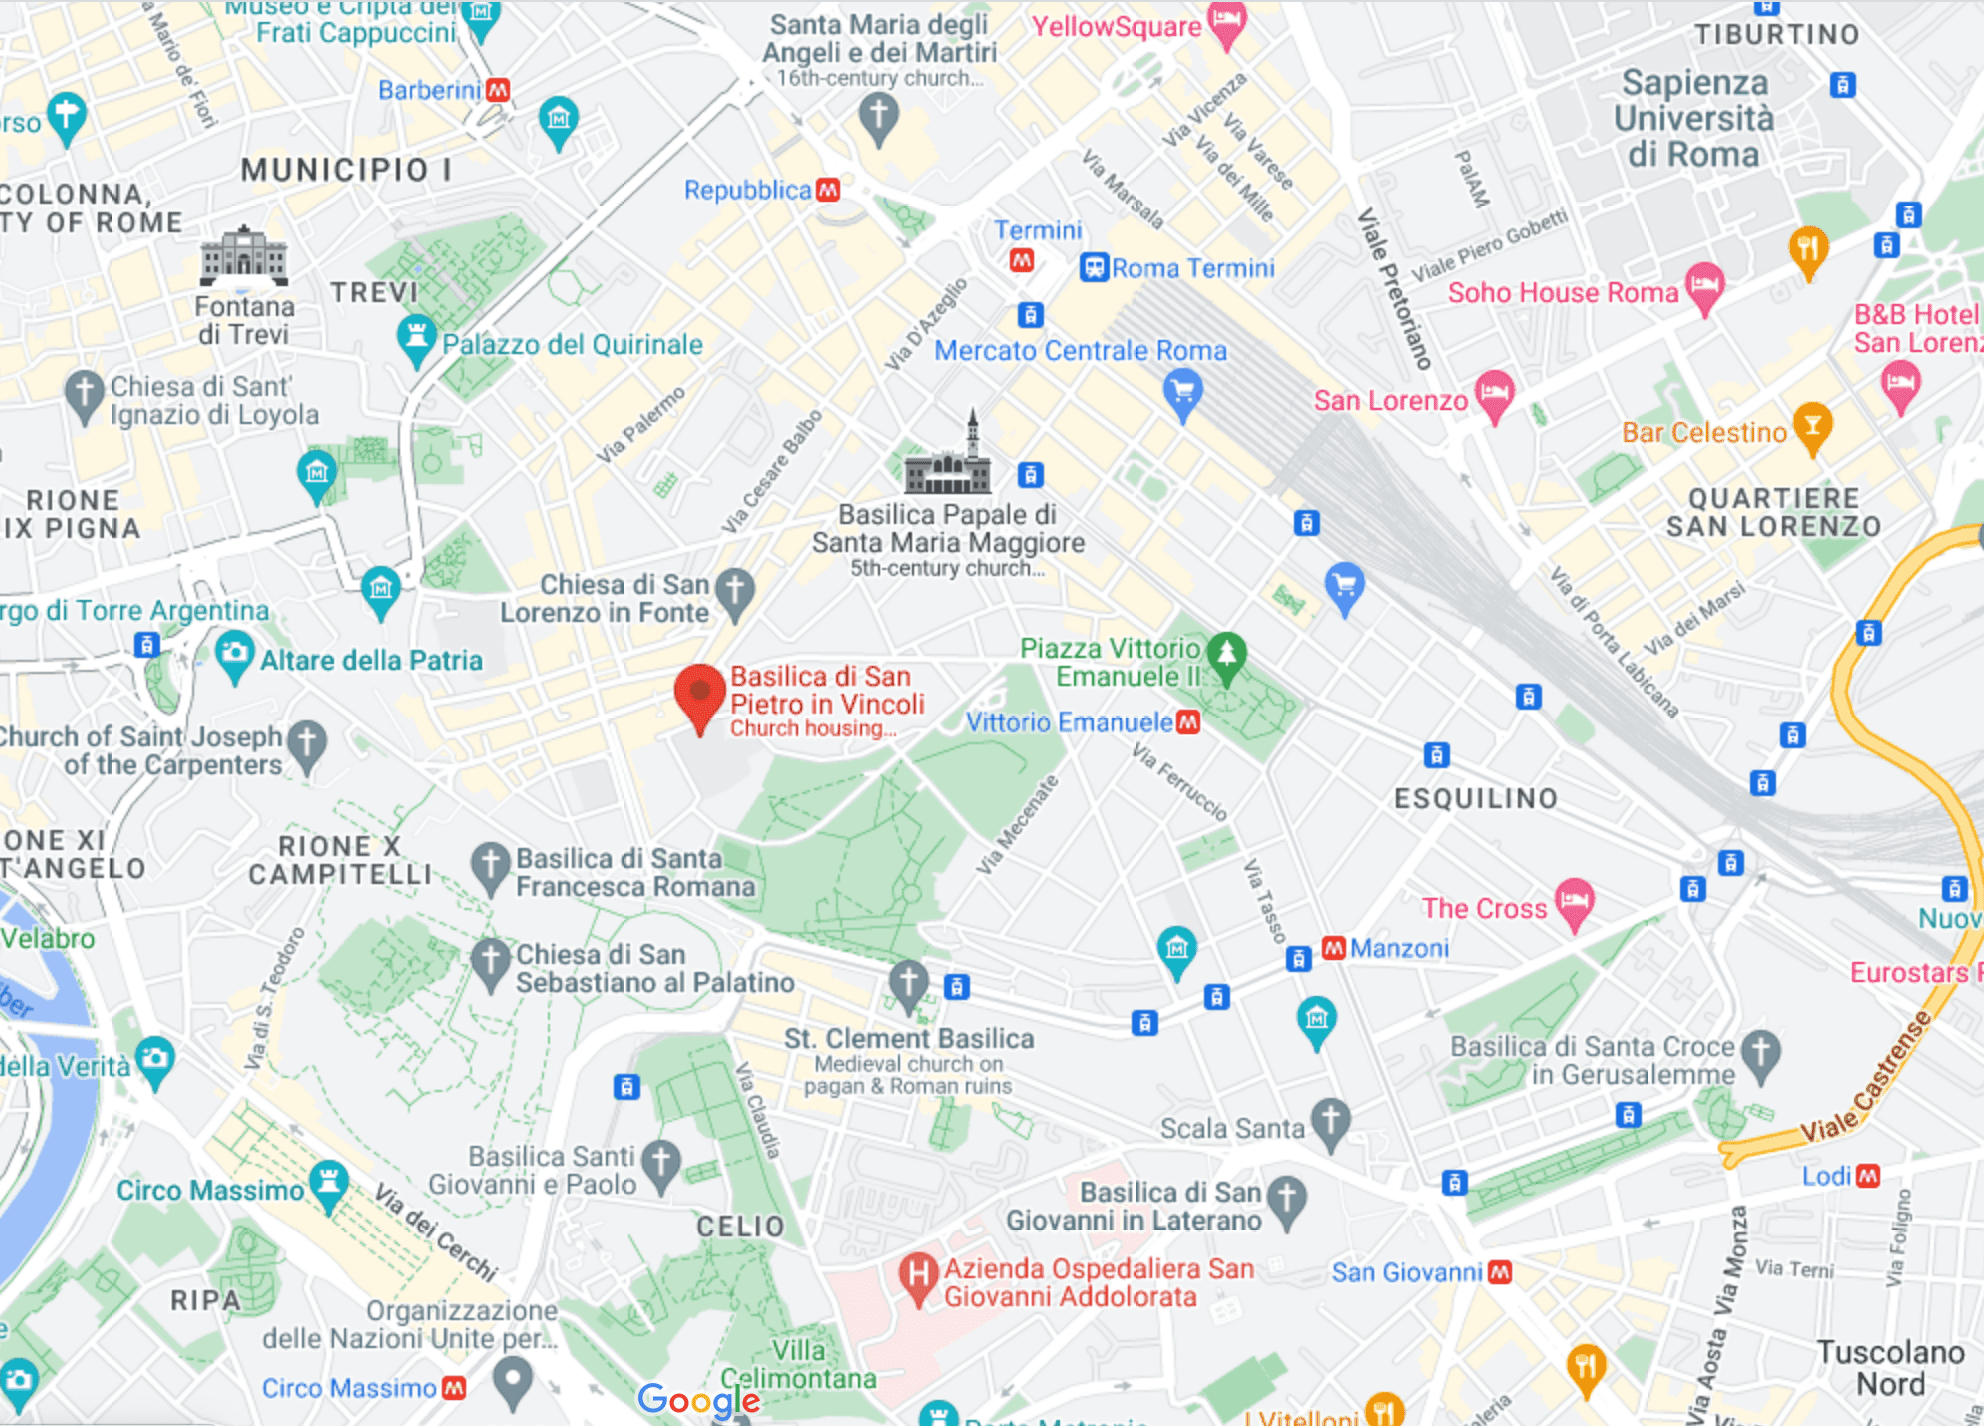 Museo e Cripta dei
Frati Cappuccini
Santa Maria degli
Angeli e dei Martiri
16th-century church...
YellowSquare
TIBURTINO
Via Mario de' Fiori
Barberini
Sapienza
Università
di Roma
Via Vicenza
Via Varese
Via dei Mille
Via Marsala
PalAM
MUNICIPIO I
COLONNA,
TY OF ROME
Repubblica
Termini
Roma Termini
Viale Pretoriano
Viale Piero Gobetti
Soho House Roma
TREVI
Fontana
di Trevi
Palazzo del Quirinale
Via D'Azeglio
Mercato Centrale Roma
B&B Hotel
San Lorenz
Chiesa di Sant'
Ignazio di Loyola
Via Palermo
Via Cesare Balbo
San Lorenzo
Bar Celestino
RIONE
IX PIGNA
Basilica Papale di
Santa Maria Maggiore
5th-century church...
QUARTIERE
SAN LORENZO
Chiesa di San
Lorenzo in Fonte
rgo di Torre Argentina
Altare della Patria
Piazza Vittorio
Emanuele II
Via di Porta Labicana
Via dei Marsi
Basilica di San
Pietro in Vincoli
Church housing...
Vittorio Emanuele
Church of Saint Joseph
of the Carpenters
Via Ferruccio
Via Mecenate
ESQUILINO
ONE XI
T'ANGELO
RIONE X
CAMPITELLI
Basilica di Santa
Francesca Romana
Via Tasso
The Cross
Nuov
Velabro
Via di S. Teodoro
Chiesa di San
Sebastiano al Palatino
Manzoni
Eurostars
iber
St. Clement Basilica
Medieval church on
pagan & Roman ruins
Basilica di Santa Croce
in Gerusalemme
Viale Castrense
della Verità
Via Claudia
Scala Santa
Basilica Santi
Giovanni e Paolo
Circo Massimo
Via dei Cerchi
Basilica di San
Giovanni in Laterano
Lodi
CELIO
Azienda Ospedaliera San
Giovanni Addolorata
San Giovanni
Via Monza
Via Terni
Via Foligno
RIPA
Organizzazione
delle Nazioni Unite per...
Villa
Celimontana
Via Aosta
Tuscolano
Nord
Circo Massimo
Google
I Vitelloni